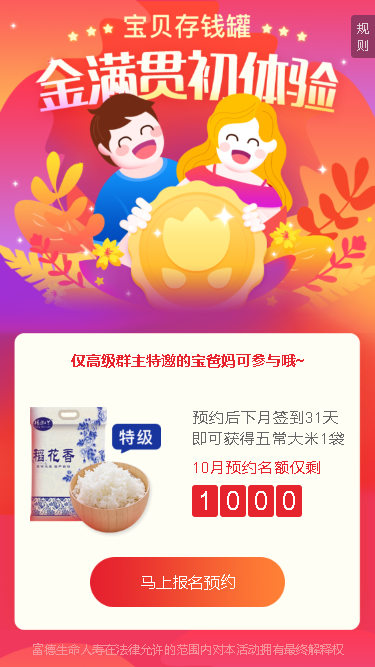 宝贝存钱罐
规则
金满贯初体验
仅高级群主特邀的宝爸妈可参与哦~
稻花香
特级
预约后下月签到31天
即可获得五常大米1袋
10月预约名额仅剩
1000
马上报名预约
富德生命人寿在法律允许的范围内对本活动拥有最终解释权